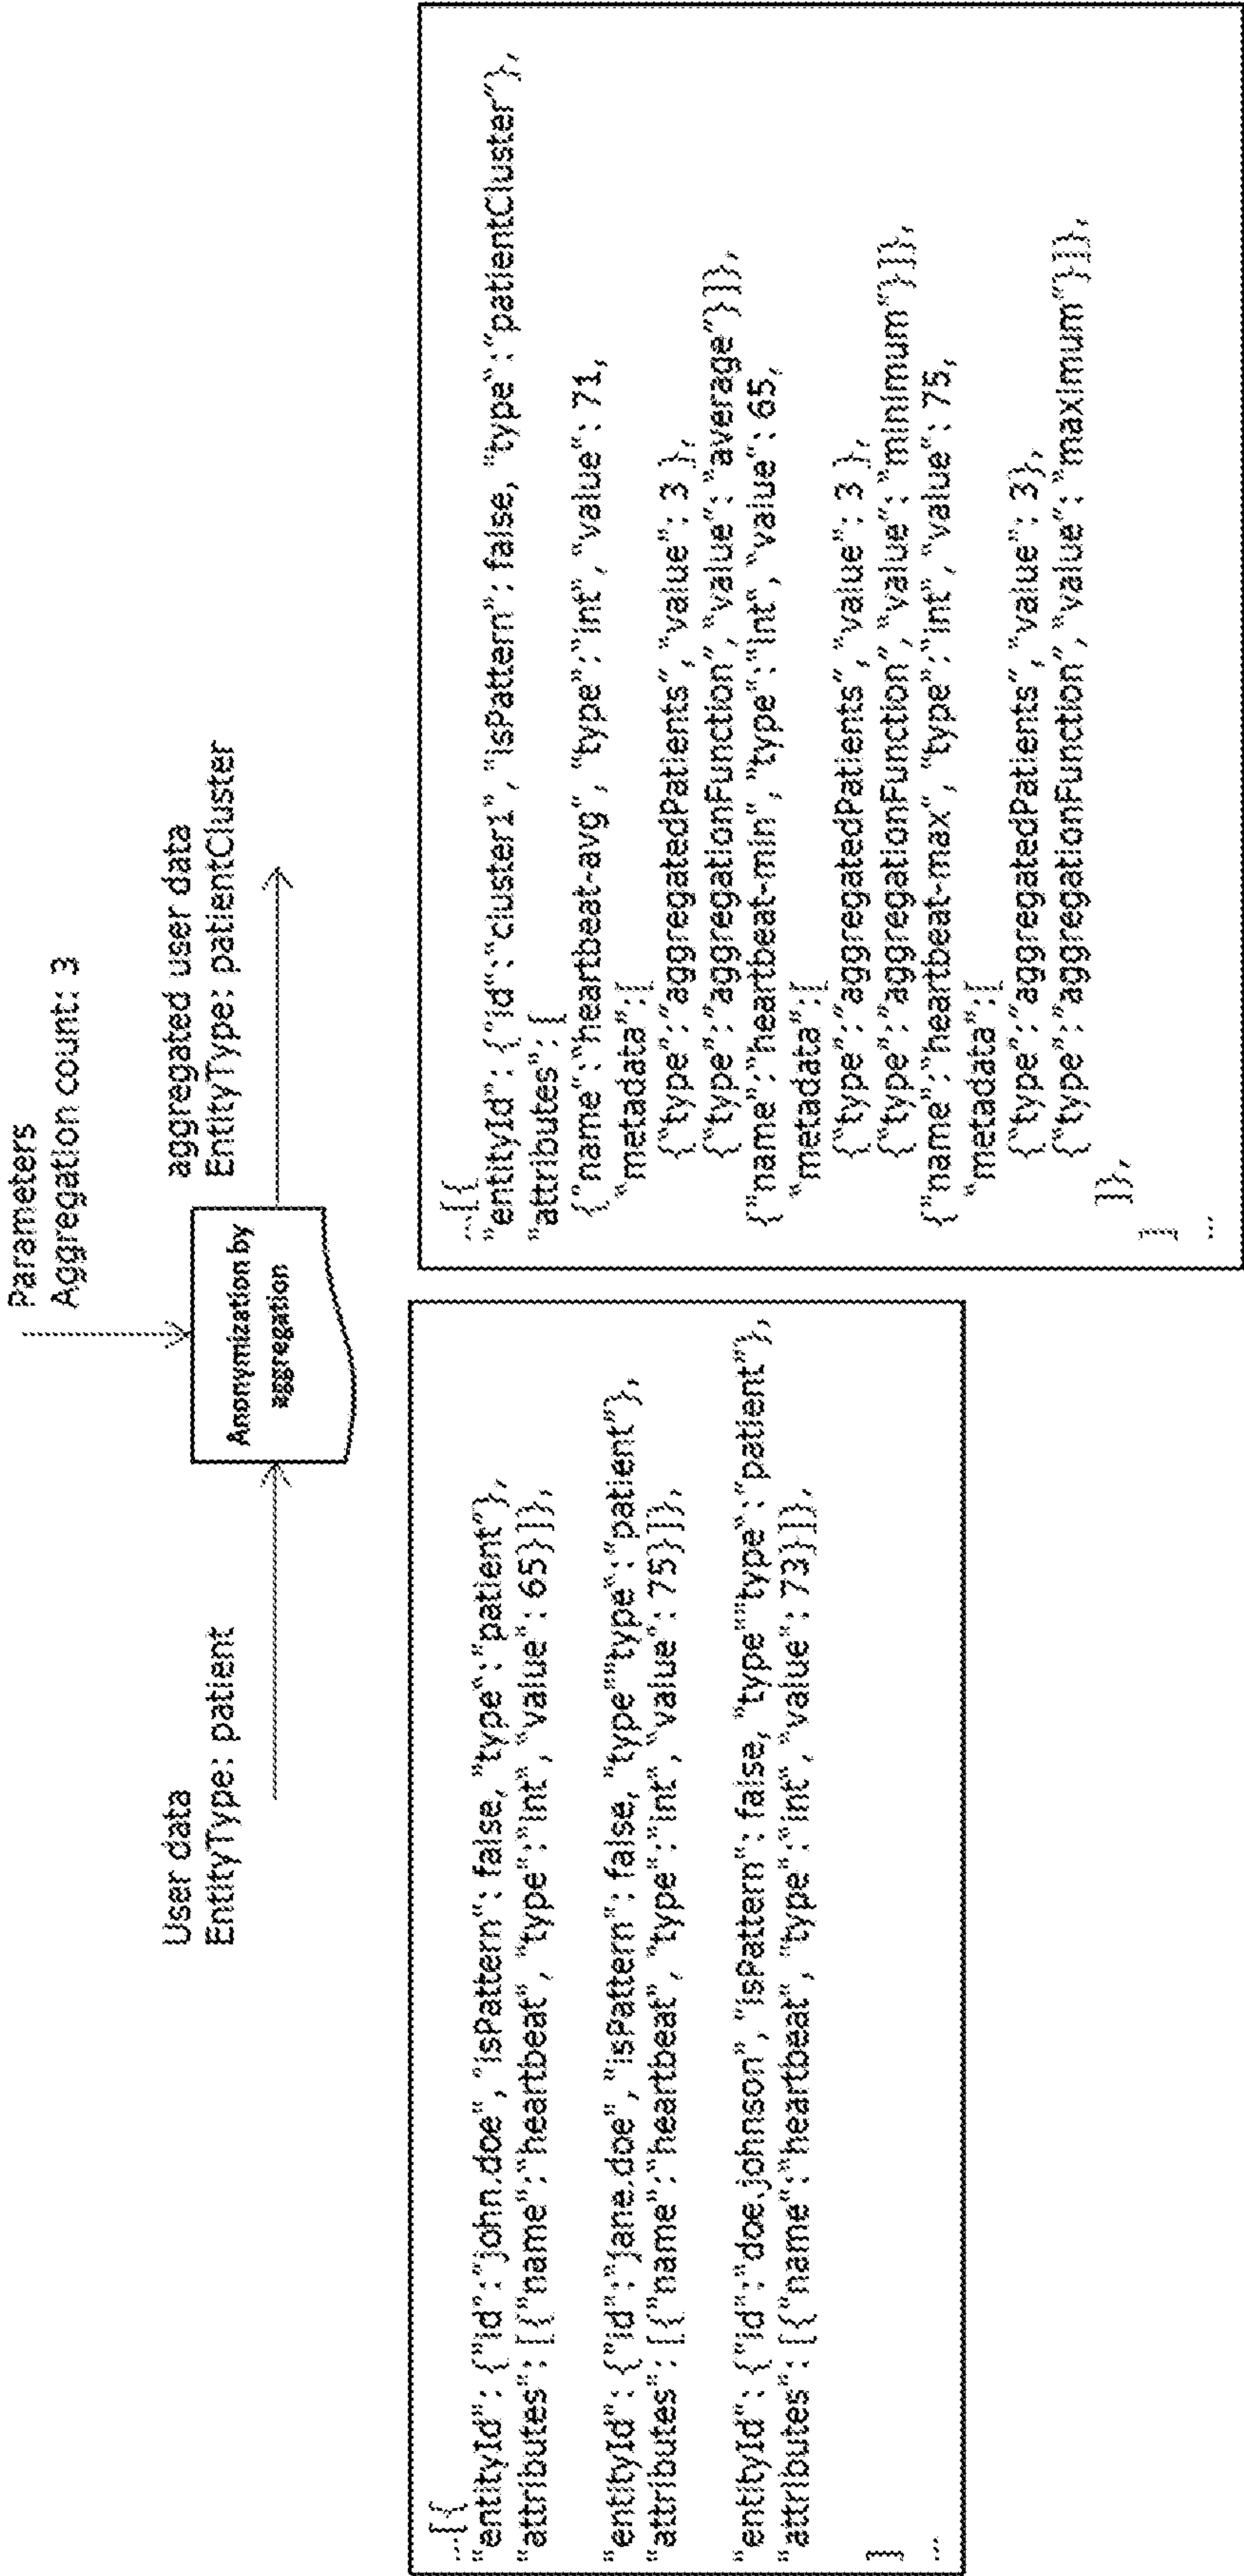 Parameters
Aggregation count: 3
User data
EntityType: patient
Anonymization by
aggregation
aggregated user data
EntityType: patientCluster
...[{
"entityId": {"id":"john.doe", "isPattern": false, "type":"patient"},
"attributes": [{"name":"heartbeat", "type":"int", "value": 65}]},
"entityId": {"id":"jane.doe", "isPattern": false, "type""type":"patient"},
"attributes": [{"name":"heartbeat", "type":"int", "value": 75}]},
"entityId": {"id":"doe.johnson", "isPattern": false, "type""type":"patient"},
"attributes": [{"name":"heartbeat", "type":"int", "value": 73}]},
]
...
...[{
"entityId": {"id":"cluster1", "isPattern": false, "type":"patientCluster"},
"attributes": [
{"name":"heartbeat-avg", "type":"int", "value": 71,
"metadata":[
{"type":"aggregatedPatients", "value": 3 },
{"type":"aggregationFunction", "value": "average"}]},
{"name":"heartbeat-min", "type":"int", "value": 65,
"metadata":[
{"type":"aggregatedPatients", "value": 3 },
{"type":"aggregationFunction", "value": "minimum"}]},
{"name":"heartbeat-max", "type":"int", "value": 75,
"metadata":[
{"type":"aggregatedPatients", "value": 3},
{"type":"aggregationFunction", "value": "maximum"}]},
]},
]
...